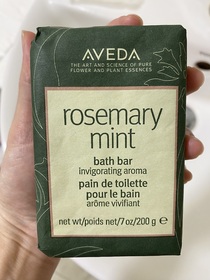 AVEDA
THE ART AND SCIENCE OF PURE
FLOWER AND PLANT ESSENCES
rosemary
mint
bath bar
invigorating aroma
pain de toilette
pour le bain
arôme vivifiant
net wt/poids net/7 oz/200 g ℮